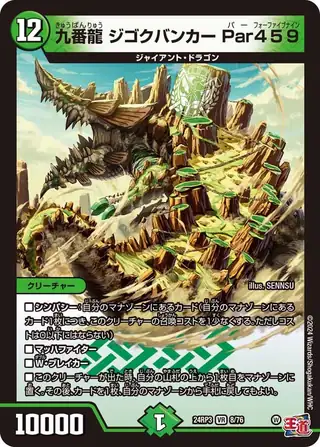 12
きゅうばんりゅう
九番龍 ジゴクバンカー Par459
パー フォーファイブナイン
ジャイアント・ドラゴン
illus. SENNSU
クリーチャー
■シンパシー：自分のマナゾーンにあるカード(自分のマナゾーンにある
カード1枚につき、このクリーチャーの召喚コストを1少なくする。ただしコス
トは0以下にはならない)
■マッハファイター
■W・ブレイカー
■このクリーチャーが出た時、自分の山札の上から1枚目をマナゾーンに
置く。その後、カードを1枚、自分のマナゾーンから手札に戻してもよい。
10000
1
24RP3 VR 8/76
W
王道
©2024 Wizards/Shogakukan/WHC